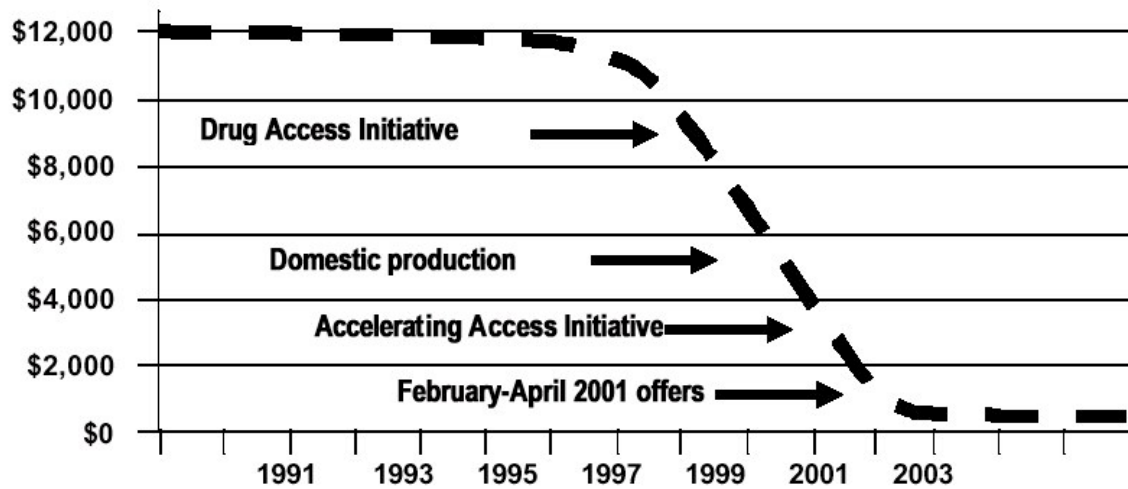 $12,000
$10,000
Drug Access Initiative
$8,000
$6,000
Domestic production
$4,000
Accelerating Access Initiative
$2,000
February-April 2001 offers
$0
1991 1993 1995 1997 1999 2001 2003